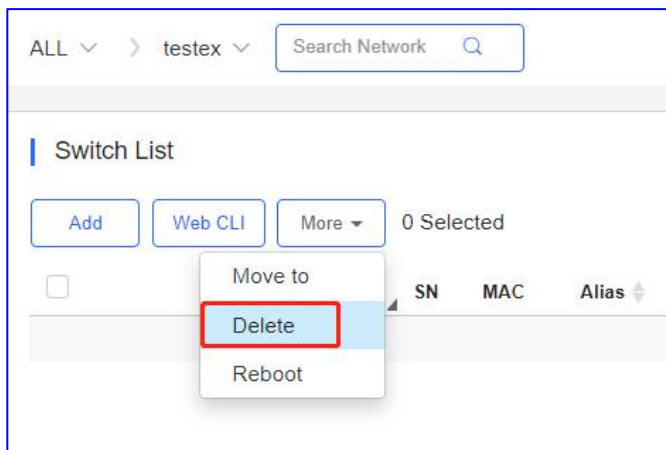 ALL testex Search Network
Switch List
Add Web CLI More 0 Selected
Move to
SN MAC Alias
Delete
Reboot